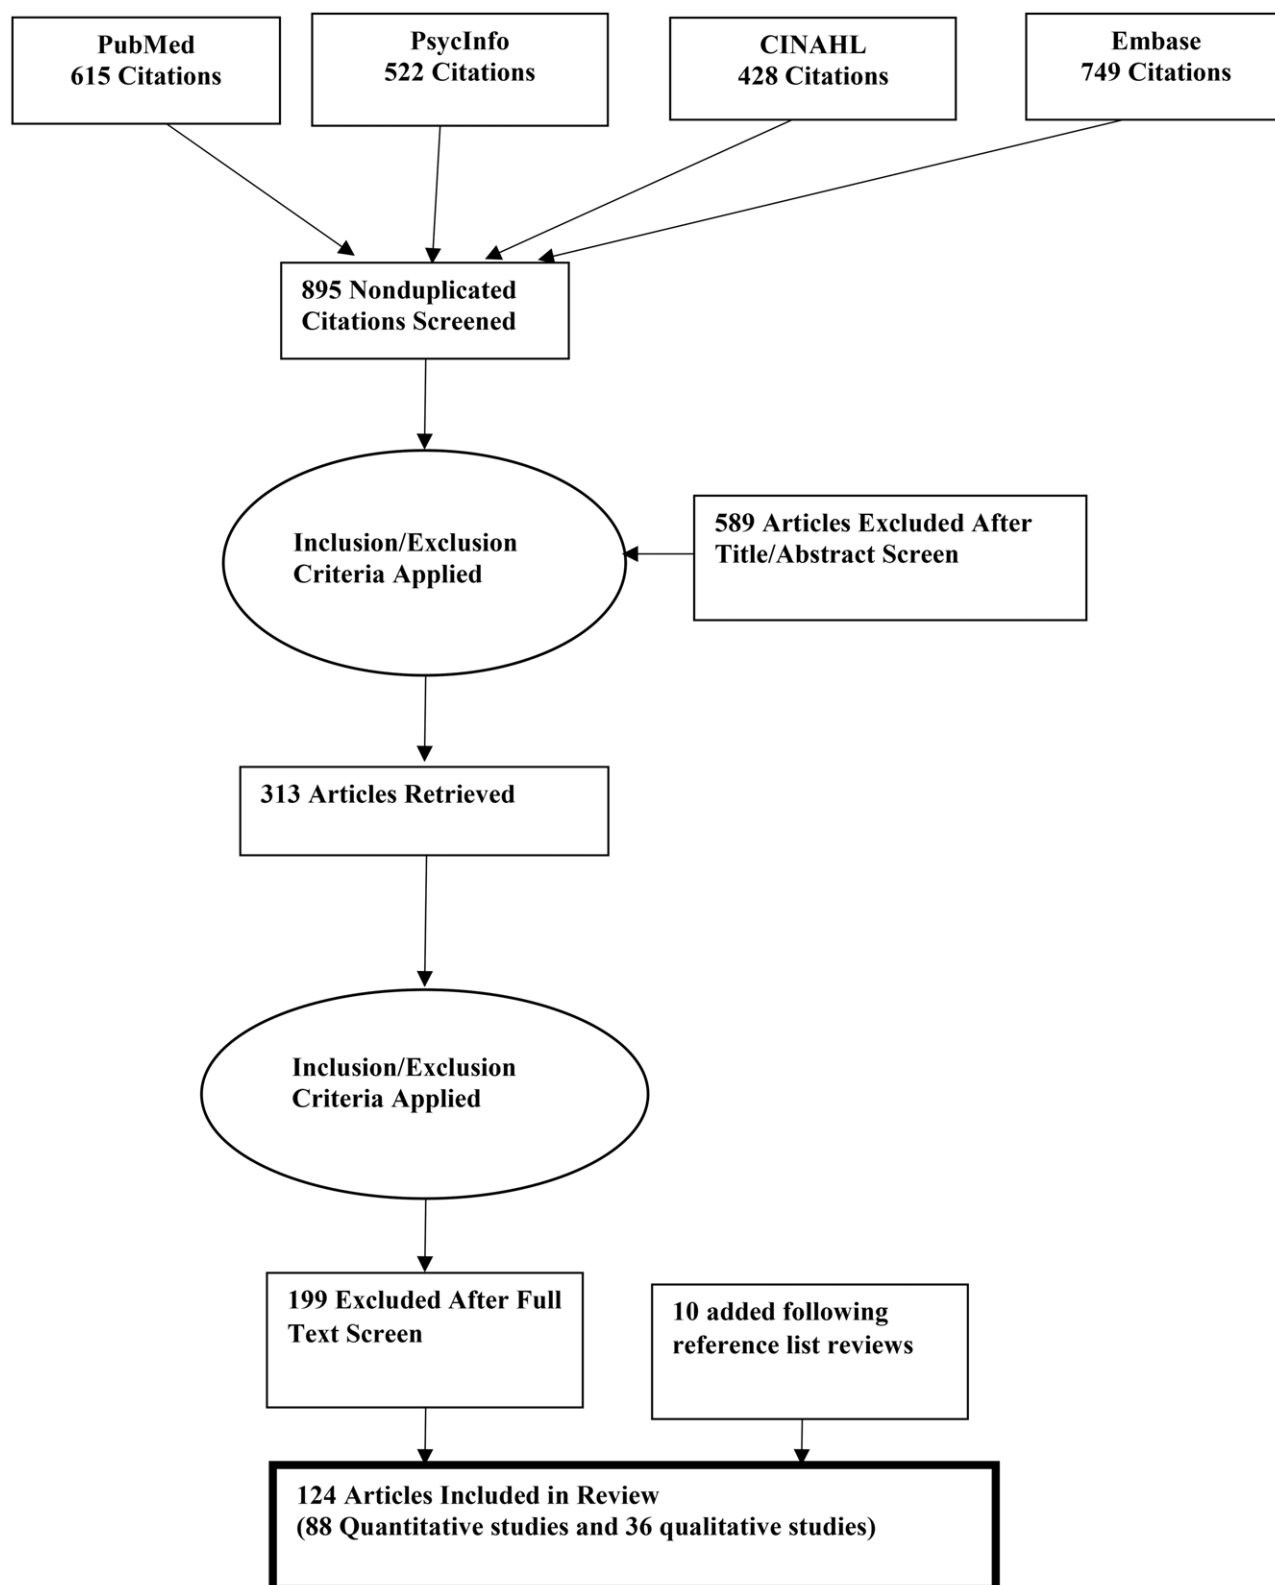 PubMed
615 Citations
PsycInfo
522 Citations
CINAHL
428 Citations
Embase
749 Citations
895 Nonduplicated
Citations Screened
Inclusion/Exclusion
Criteria Applied
589 Articles Excluded After
Title/Abstract Screen
313 Articles Retrieved
Inclusion/Exclusion
Criteria Applied
199 Excluded After Full
Text Screen
10 added following
reference list reviews
124 Articles Included in Review
(88 Quantitative studies and 36 qualitative studies)